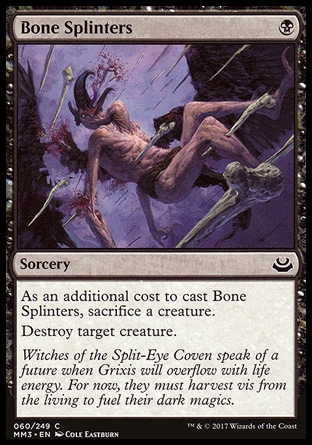 Bone Splinters
Sorcery
As an additional cost to cast Bone
Splinters, sacrifice a creature.
Destroy target creature.
Witches of the Split-Eye Coven speak of a
future when Grixis will overflow with life
energy. For now, they must harvest vis from
the living to fuel their dark magics.
060/249 C
MM3 • EN Cole Eastburn
™ & © 2017 Wizards of the Coast